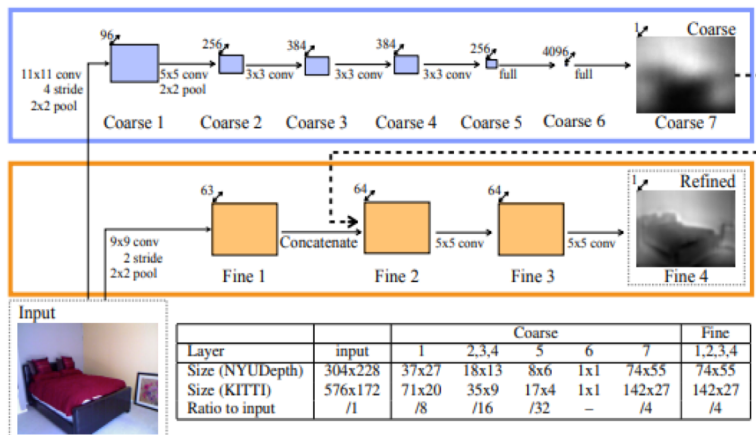 96
256
384
384
256
4096
1
Coarse
11x11 conv
4 stride
2x2 pool
5x5 conv
2x2 pool
3x3 conv
3x3 conv
3x3 conv
full
full
Coarse 1
Coarse 2
Coarse 3
Coarse 4
Coarse 5
Coarse 6
Coarse 7
63
64
64
1
Refined
9x9 conv
2 stride
2x2 pool
Concatenate
5x5 conv
5x5 conv
Fine 1
Fine 2
Fine 3
Fine 4
Input
Coarse Fine
Layer input 1 2,3,4 5 6 7 1,2,3,4
Size (NYUDepth) 304x228 37x27 18x13 8x6 1x1 74x55 74x55
Size (KITTI) 576x172 71x20 35x9 17x4 1x1 142x27 142x27
Ratio to input /1 /8 /16 /32 – /4 /4